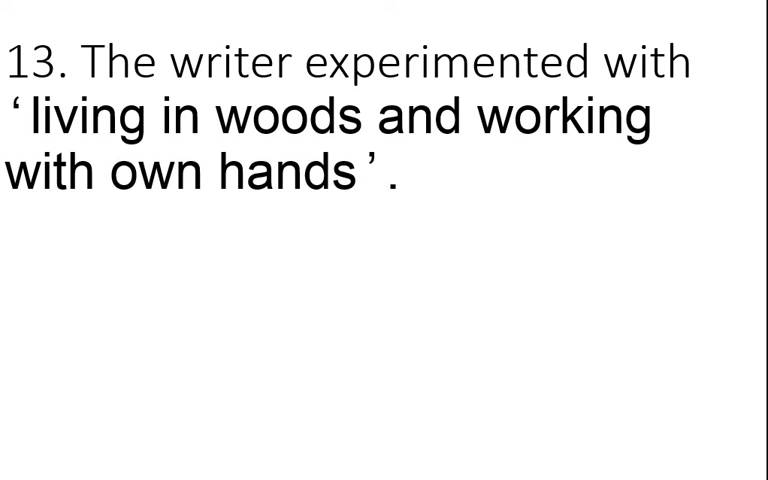 13. The writer experimented with
‘ living in woods and working
with own hands ’ .